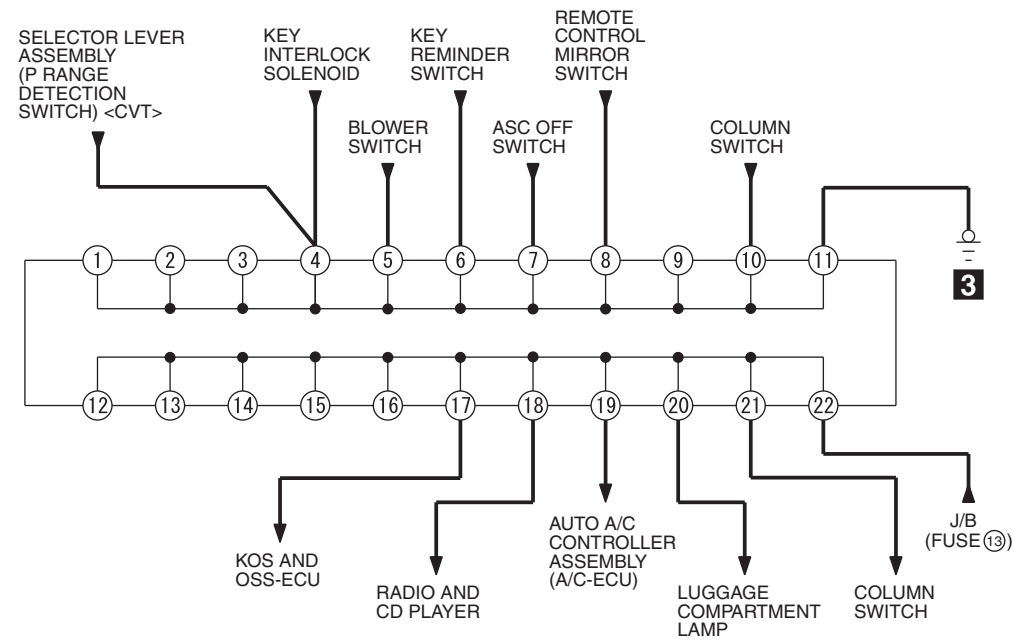 SELECTOR LEVER
ASSEMBLY
(P RANGE
DETECTION
SWITCH) <CVT>
KEY
INTERLOCK
SOLENOID
KEY
REMINDER
SWITCH
REMOTE
CONTROL
MIRROR
SWITCH
BLOWER
SWITCH
ASC OFF
SWITCH
COLUMN
SWITCH
1 2 3 4 5 6 7 8 9 10 11
3
12 13 14 15 16 17 18 19 20 21 22
KOS AND
OSS-ECU
RADIO AND
CD PLAYER
AUTO A/C
CONTROLLER
ASSEMBLY
(A/C-ECU)
LUGGAGE
COMPARTMENT
LAMP
COLUMN
SWITCH
J/B
(FUSE 13)